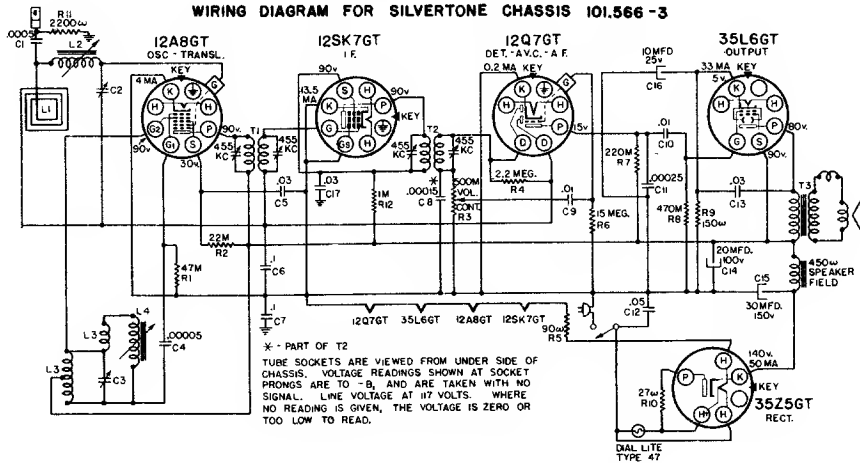 WIRING DIAGRAM FOR SILVERTONE CHASSIS 101.566-3
R11
2200ω
.0005
C1
L2
L1
C2
12A8GT
OSC-TRANSL.
4 MA
KEY
G
K
H
H
G2
P
G1
S
90v
30v.
90v.
455
KC
T1
455
KC
12SK7GT
I.F.
90v
90v
13.5
MA
S
H
K
P
G
GS
H
KEY
455
KC
T2
455
KC
*
12Q7GT
DET.-A.V.C.-A.F.
0.2 MA
KEY
G
K
H
H
P
D
D
15v
35L6GT
OUTPUT
10MFD
25v
C16
33 MA
5v.
KEY
K
H
H
P
G
S
80v.
90v.
.03
C5
.03
C17
1M
R12
.00015
C8
500M
VOL.
CONT.
R3
2.2 MEG.
R4
.01
C9
15 MEG.
R6
220M
R7
.01
C10
.00025
C11
470M
R8
R9
150ω
.03
C13
T3
22M
R2
47M
R1
.1
C6
.1
C7
20MFD.
100v
C14
C15
30MFD.
150v
450ω
SPEAKER
FIELD
L3
L3
L4
C3
.00005
C4
12Q7GT
35L6GT
12A8GT
12SK7GT
90ω
R5
.05
C12
* - PART OF T2
TUBE SOCKETS ARE VIEWED FROM UNDER SIDE OF
CHASSIS. VOLTAGE READINGS SHOWN AT SOCKET
PRONGS ARE TO -B, AND ARE TAKEN WITH NO
SIGNAL. LINE VOLTAGE AT 117 VOLTS. WHERE
NO READING IS GIVEN, THE VOLTAGE IS ZERO OR
TOO LOW TO READ.
27ω
R10
P
H
K
H
H
140v.
50 MA
KEY
35Z5GT
RECT.
DIAL LITE
TYPE 47